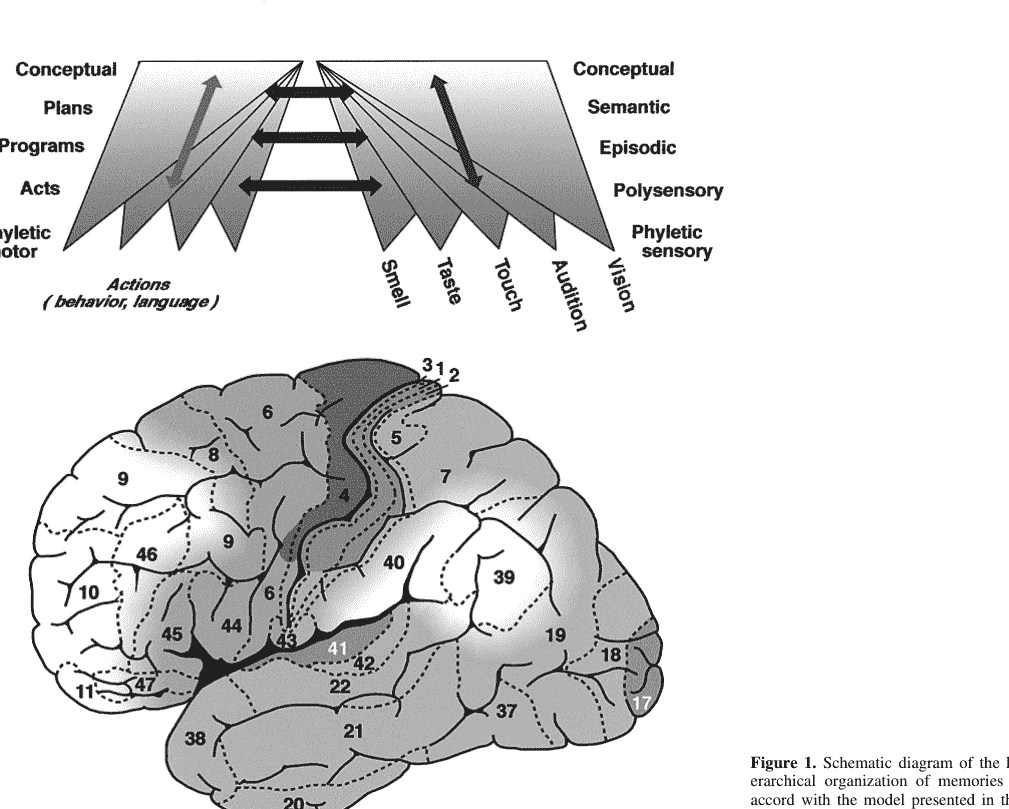 Conceptual
Plans
Programs
Acts
Actions
( behavior, language )
Conceptual
Semantic
Episodic
Polysensory
Phyletic
sensory
Smell
Taste
Touch
Audition
Vision
3 1 2
6
5
8
7
9
4
46
9
40
39
10
6
45
44
43
41
42
19
18
11
47
22
17
37
38
21
20
Figure 1. Schematic diagram of the
erarchical organization of memories
accord with the model presented in